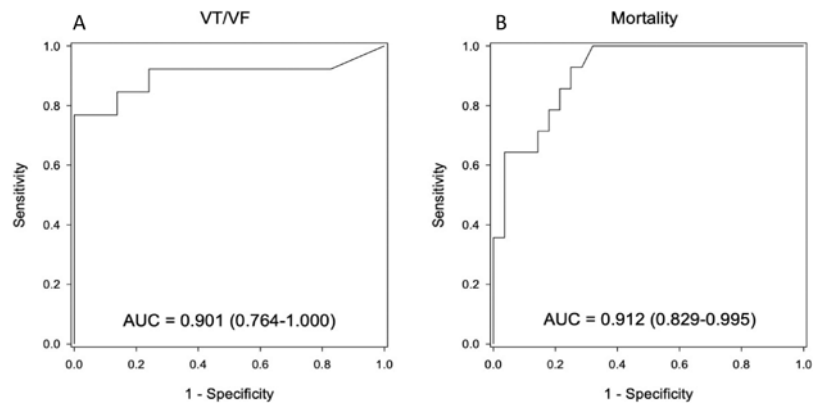 A
VT/VF
1.0
0.8
0.6
0.4
0.2
0.0
Sensitivity
AUC = 0.901 (0.764-1.000)
0.0 0.2 0.4 0.6 0.8 1.0
1 - Specificity
B
Mortality
1.0
0.8
0.6
0.4
0.2
0.0
Sensitivity
AUC = 0.912 (0.829-0.995)
0.0 0.2 0.4 0.6 0.8 1.0
1 - Specificity